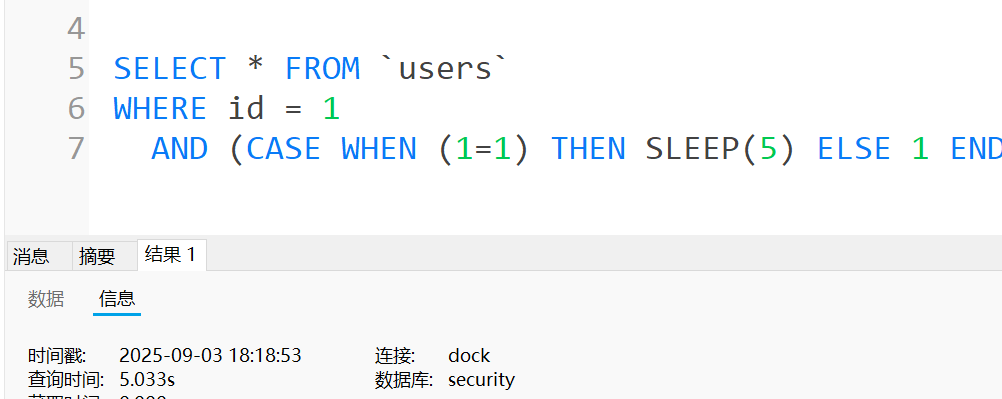 4
5 SELECT * FROM `users`
6 WHERE id = 1
7 AND (CASE WHEN (1=1) THEN SLEEP(5) ELSE 1 END
消息 摘要 结果 1
数据 信息
时间戳: 2025-09-03 18:18:53 连接: dock
查询时间: 5.033s 数据库: security